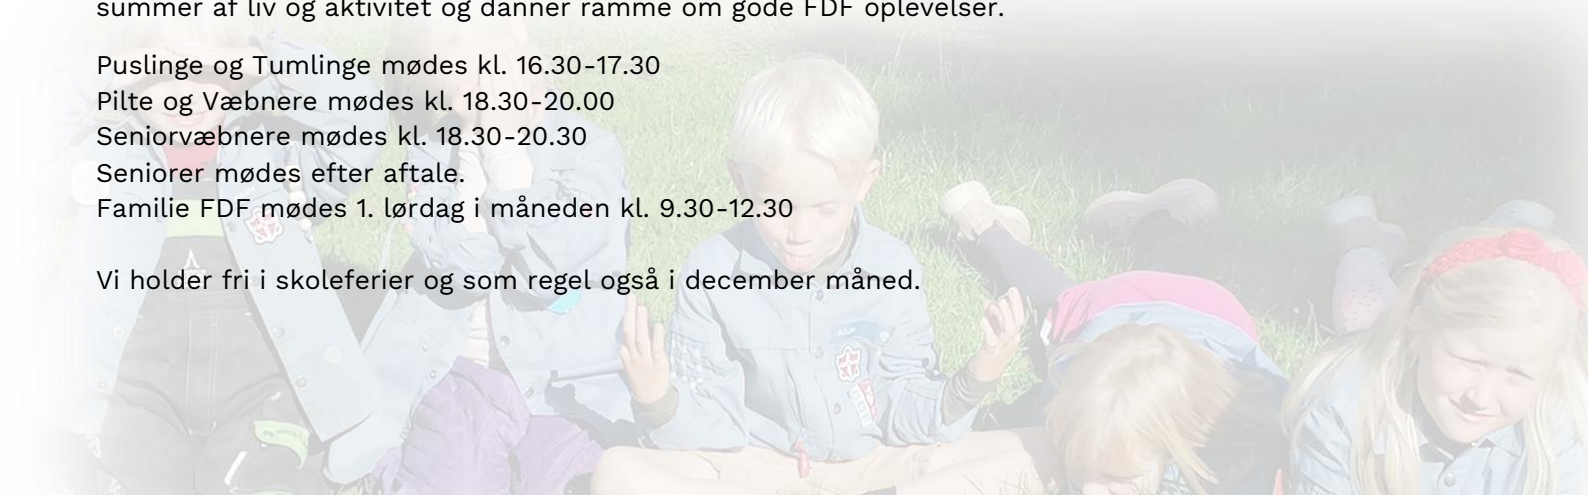 summer af liv og aktivitet og danner ramme om gode FDF oplevelser.
Puslinge og Tumlinge mødes kl. 16.30-17.30
Pilte og Væbnere mødes kl. 18.30-20.00
Seniorvæbnere mødes kl. 18.30-20.30
Seniorer mødes efter aftale.
Familie FDF mødes 1. lørdag i måneden kl. 9.30-12.30
Vi holder fri i skoleferier og som regel også i december måned.